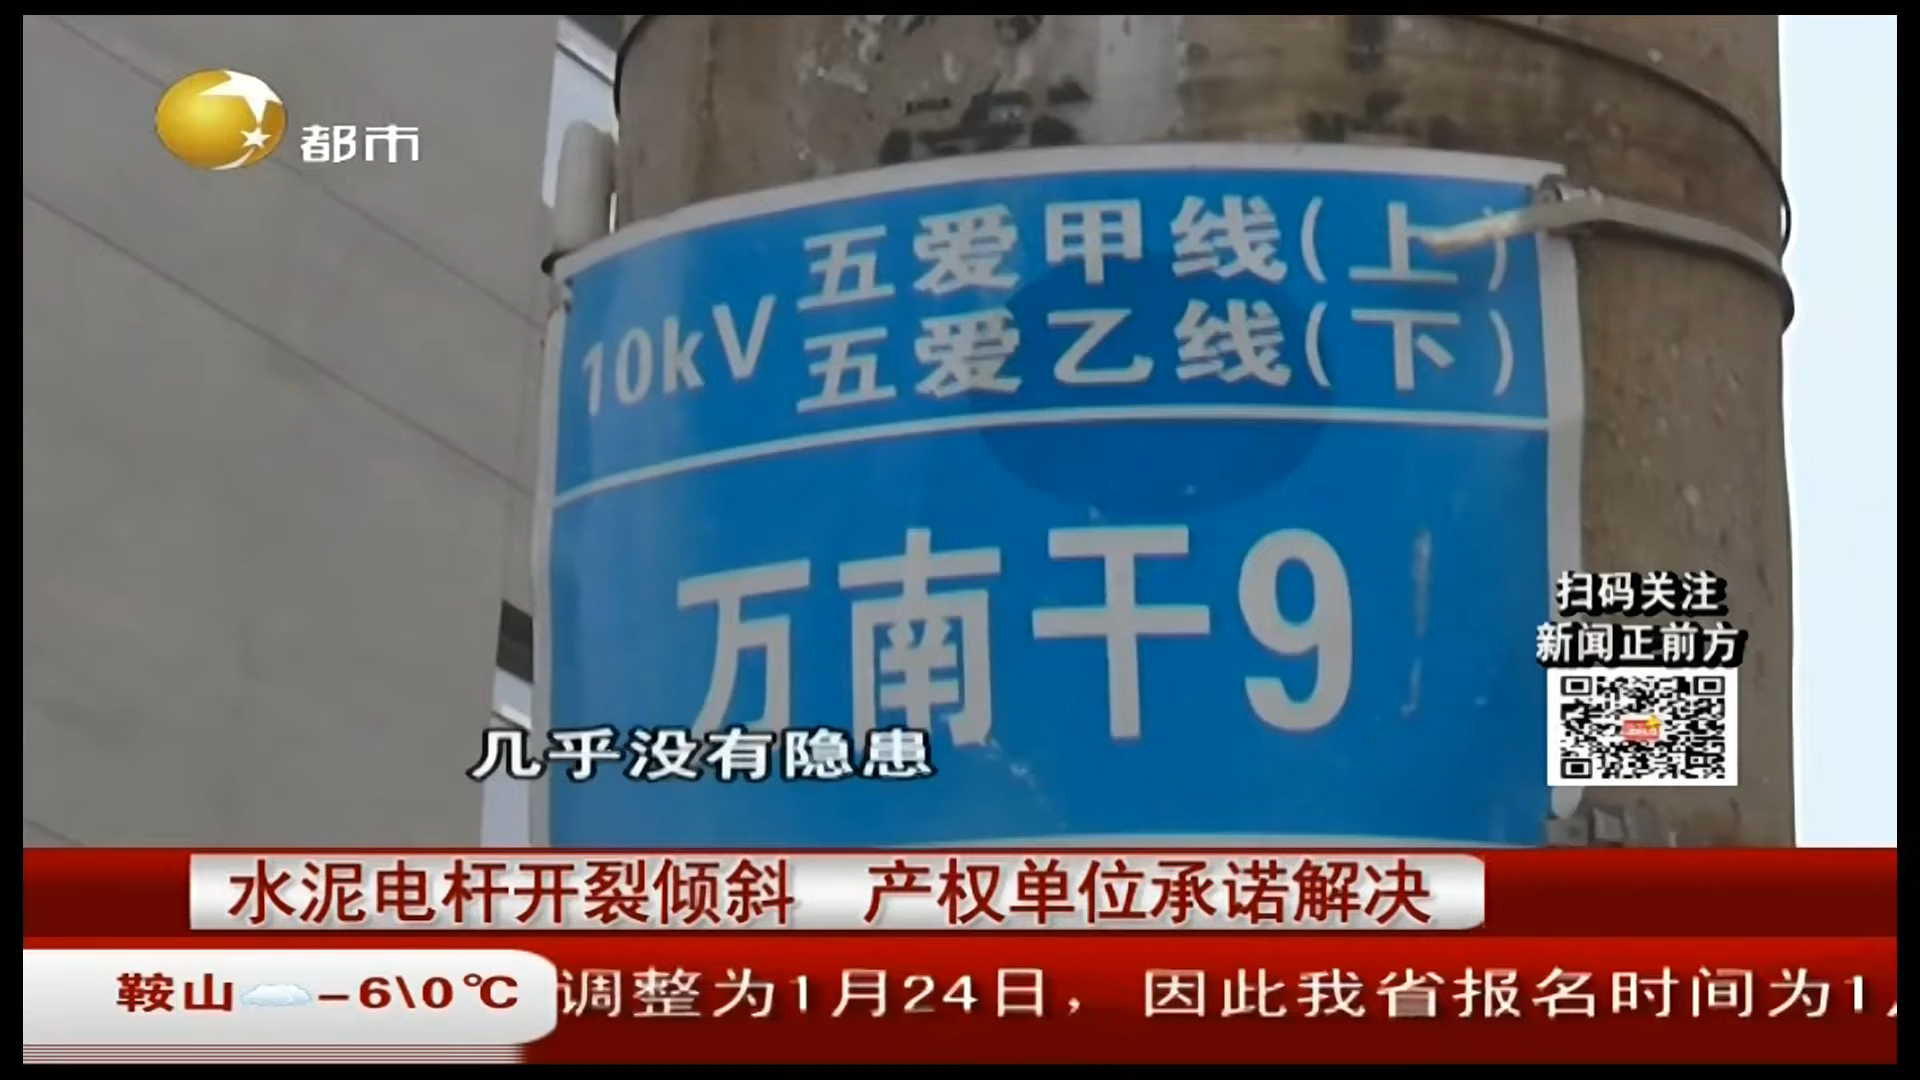 都市
五爱甲线(上)
10kV
五爱乙线(下)
万南干9
扫码关注
新闻正前方
几乎没有隐患
水泥电杆开裂倾斜 产权单位承诺解决
鞍山 -6\0℃
调整为1月24日，因此我省报名时间为1